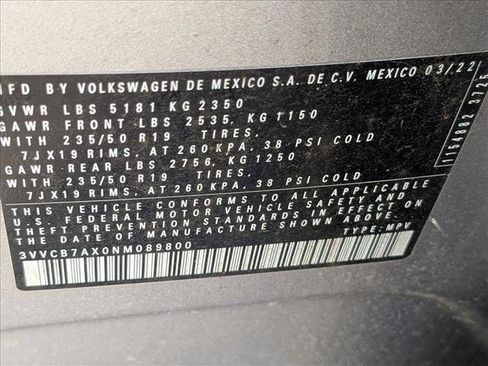 MFD BY VOLKSWAGEN DE MEXICO S.A. DE C.V. MEXICO 03/22
GVWR LBS 5181 KG 2350
GAWR FRONT LBS 2535, KG 1150
WITH 235/50 R19 TIRES,
7JX19 RIMS, AT 260 KPA, 38 PSI COLD
GAWR REAR LBS 2756, KG 1250
WITH 235/50 R19 TIRES,
7JX19 RIMS, AT 260 KPA, 38 PSI COLD
THIS VEHICLE CONFORMS TO ALL APPLICABLE
U.S. FEDERAL MOTOR VEHICLE SAFETY AND
THEFT PREVENTION STANDARDS IN EFFECT ON
THE DATE OF MANUFACTURE SHOWN ABOVE.
3VVCB7AX0NM089800 TYPE: MPV